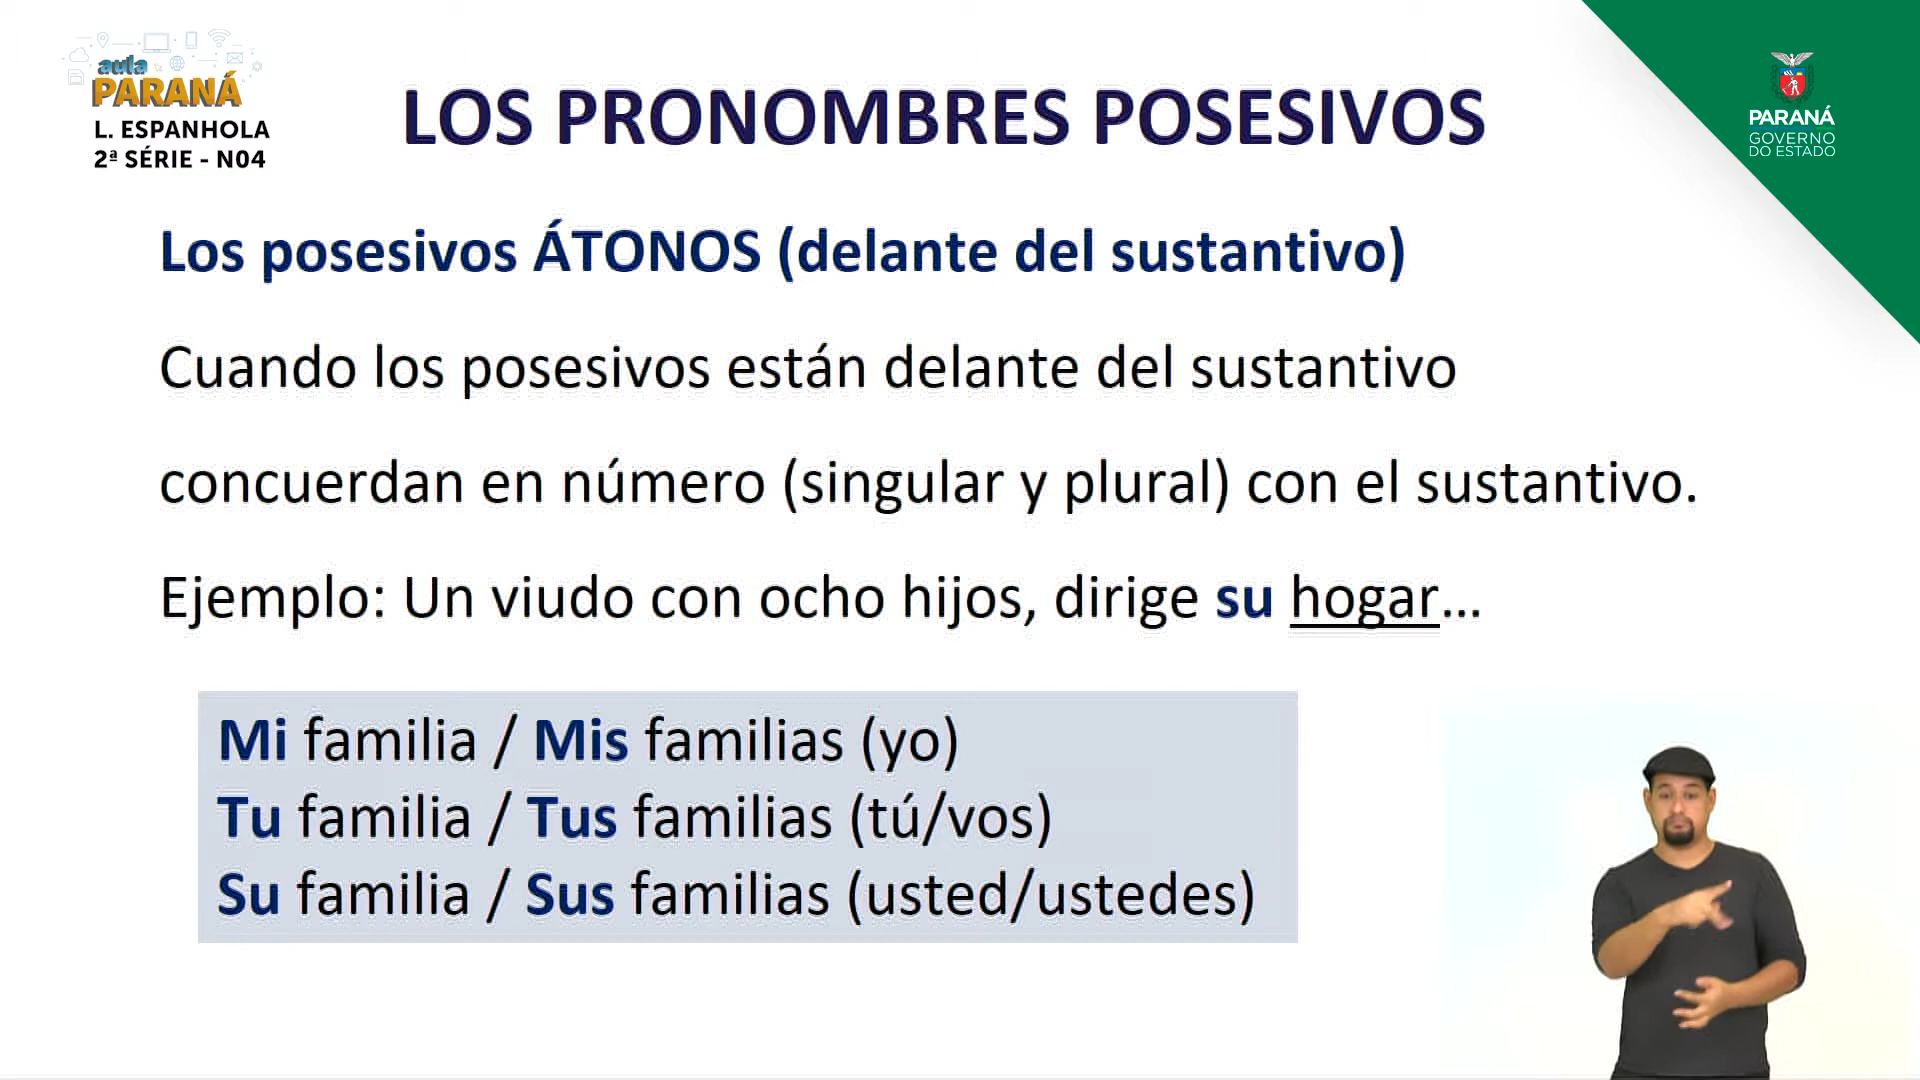 aula
PARANÁ
L. ESPANHOLA
2ª SÉRIE - N04
LOS PRONOMBRES POSESIVOS
PARANÁ
GOVERNO
DO ESTADO
Los posesivos ÁTONOS (delante del sustantivo)
Cuando los posesivos están delante del sustantivo
concuerdan en número (singular y plural) con el sustantivo.
Ejemplo: Un viudo con ocho hijos, dirige su hogar...
Mi familia / Mis familias (yo)
Tu familia / Tus familias (tú/vos)
Su familia / Sus familias (usted/ustedes)